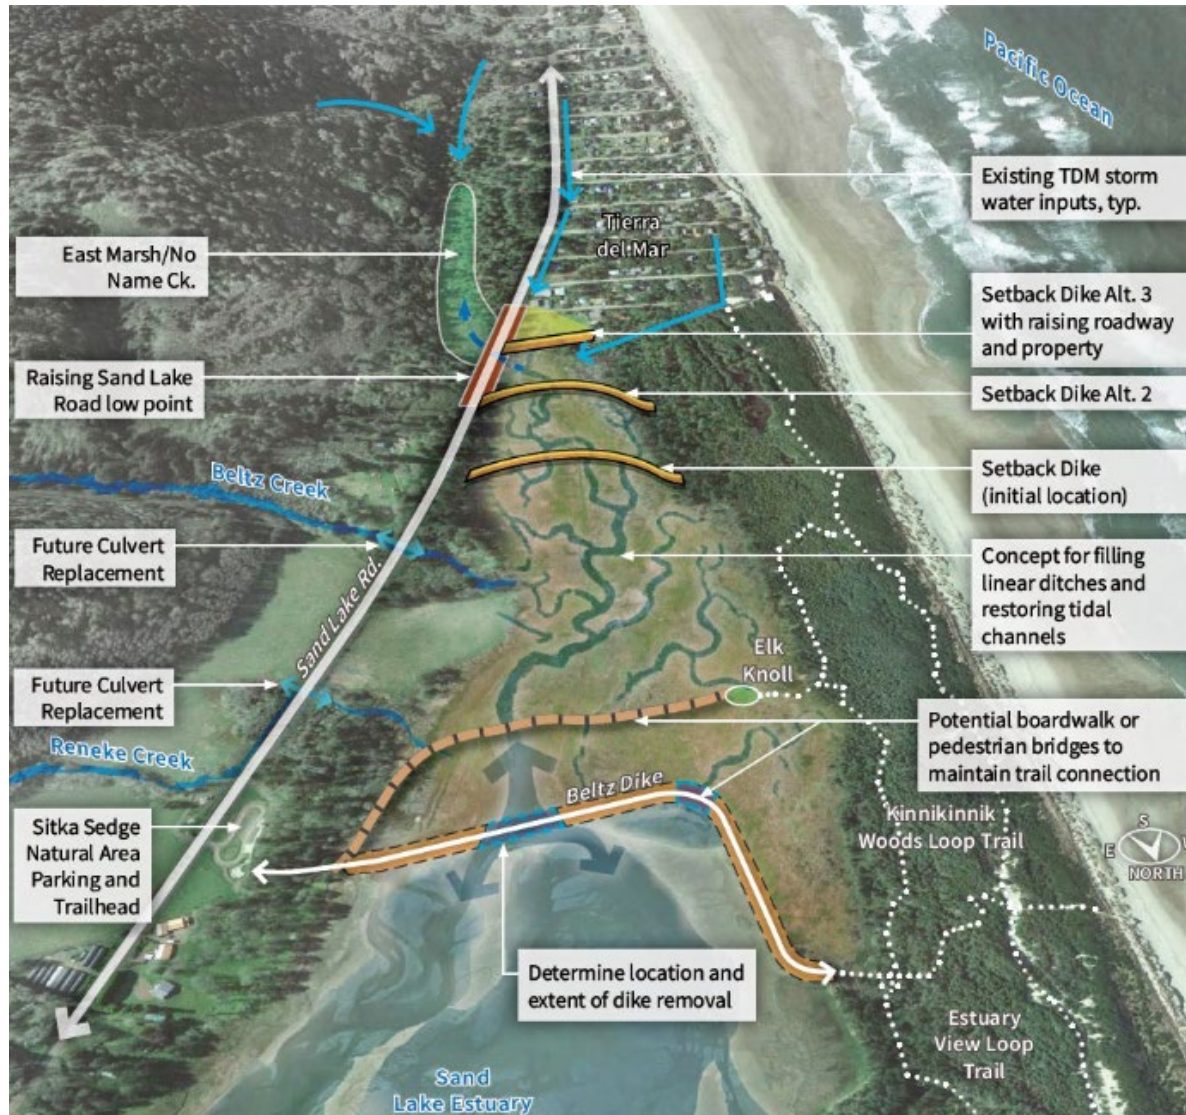 Pacific Ocean
Existing TDM storm
water inputs, typ.
Tierra
del Mar
East Marsh/No
Name Ck.
Setback Dike Alt. 3
with raising roadway
and property
Raising Sand Lake
Road low point
Setback Dike Alt. 2
Setback Dike
(initial location)
Beltz Creek
Future Culvert
Replacement
Concept for filling
linear ditches and
restoring tidal
channels
Sand Lake Rd.
Elk
Knoll
Future Culvert
Replacement
Potential boardwalk or
pedestrian bridges to
maintain trail connection
Reneke Creek
Beltz Dike
Sitka Sedge
Natural Area
Parking and
Trailhead
Kinnikinnik
Woods Loop Trail
S
E
NORTH
Determine location and
extent of dike removal
Estuary
View Loop
Trail
Sand
Lake Estuary